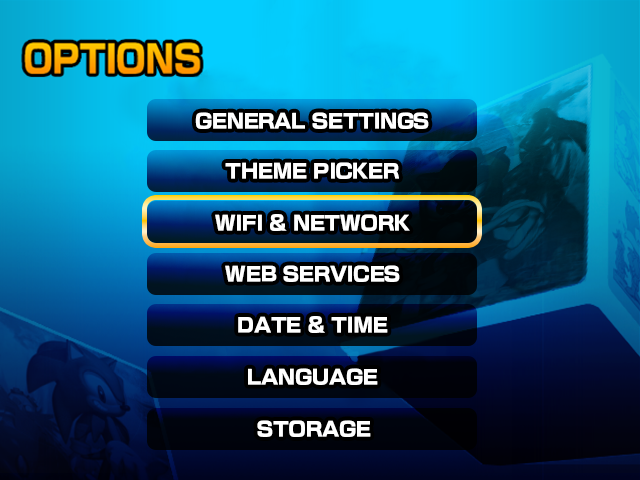 OPTIONS
GENERAL SETTINGS
THEME PICKER
WIFI & NETWORK
WEB SERVICES
DATE & TIME
LANGUAGE
STORAGE